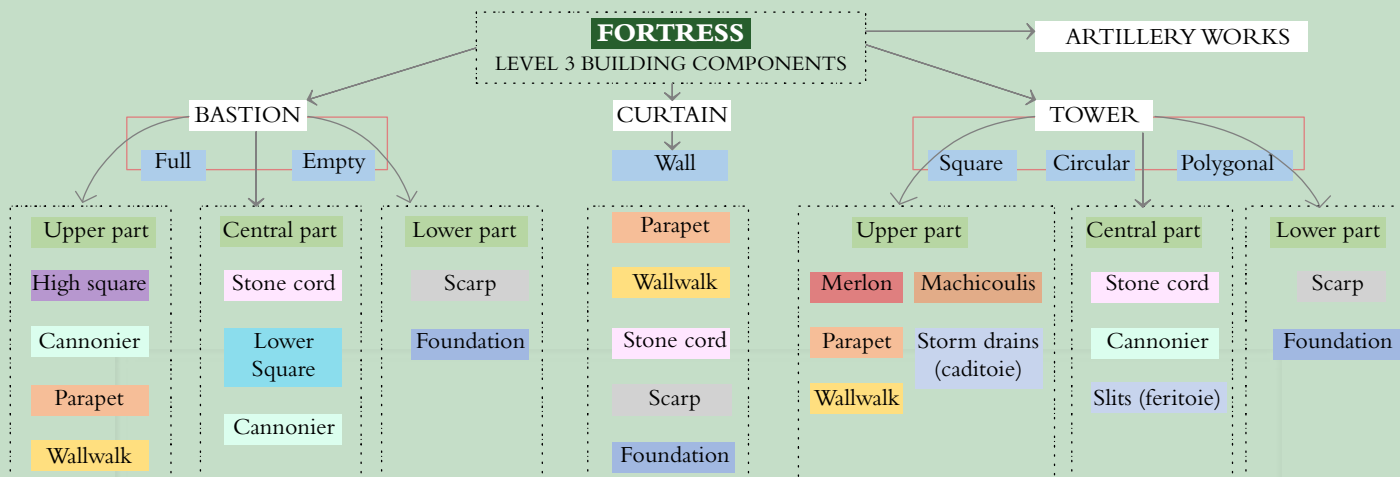 FORTRESS
LEVEL 3 BUILDING COMPONENTS
ARTILLERY WORKS
BASTION
Full
Empty
Upper part
High square
Cannonier
Parapet
Wallwalk
Central part
Stone cord
Lower
Square
Cannonier
Lower part
Scarp
Foundation
CURTAIN
Wall
Parapet
Wallwalk
Stone cord
Scarp
Foundation
TOWER
Square
Circular
Polygonal
Upper part
Merlon
Parapet
Wallwalk
Machicoulis
Storm drains
(caditoie)
Central part
Stone cord
Cannonier
Slits (feritoie)
Lower part
Scarp
Foundation